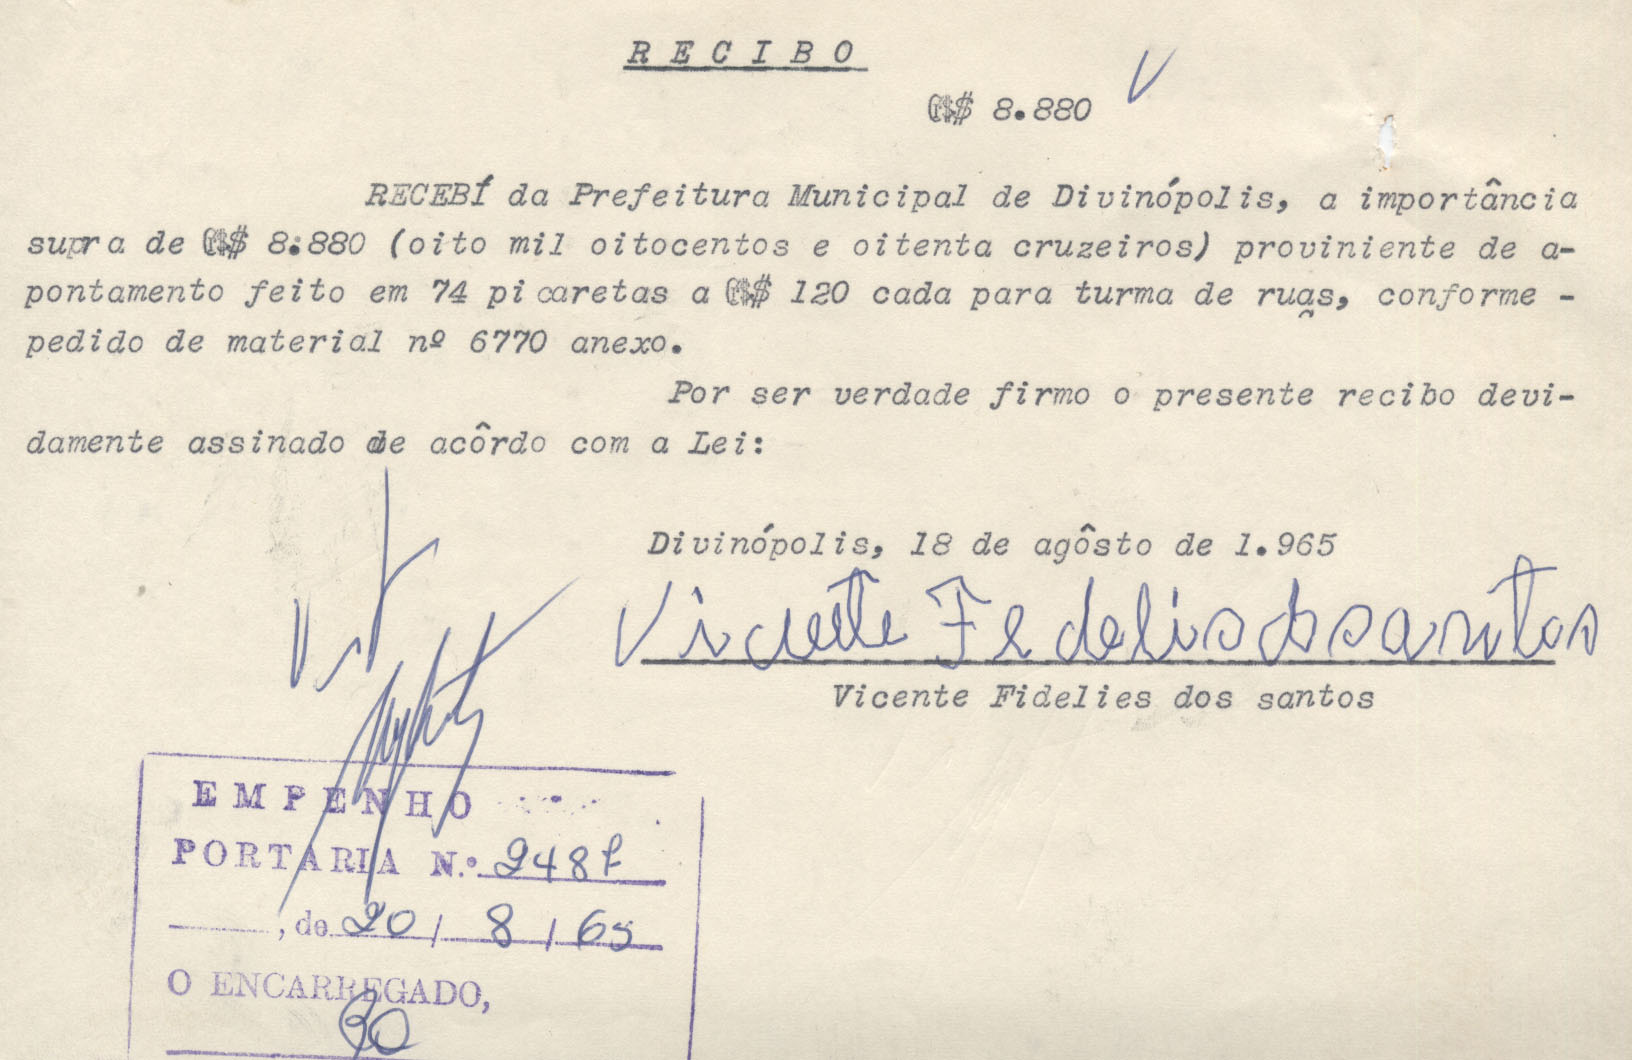 RECIBO
Cr$ 8.880
RECEBÍ da Prefeitura Municipal de Divinópolis, a importância
supra de Cr$ 8.880 (oito mil oitocentos e oitenta cruzeiros) proviniente de a-
pontamento feito em 74 picaretas a Cr$ 120 cada para turma de ruas, conforme -
pedido de material nº 6770 anexo.
Por ser verdade firmo o presente recibo devi-
damente assinado de acôrdo com a Lei:
Divinópolis, 18 de agôsto de 1.965
Vicente Fedelis dosantos
Vicente Fidelies dos santos
EMPENHO
PORTARIA N.º 2487
, de 20 / 8 / 65
O ENCARREGADO,